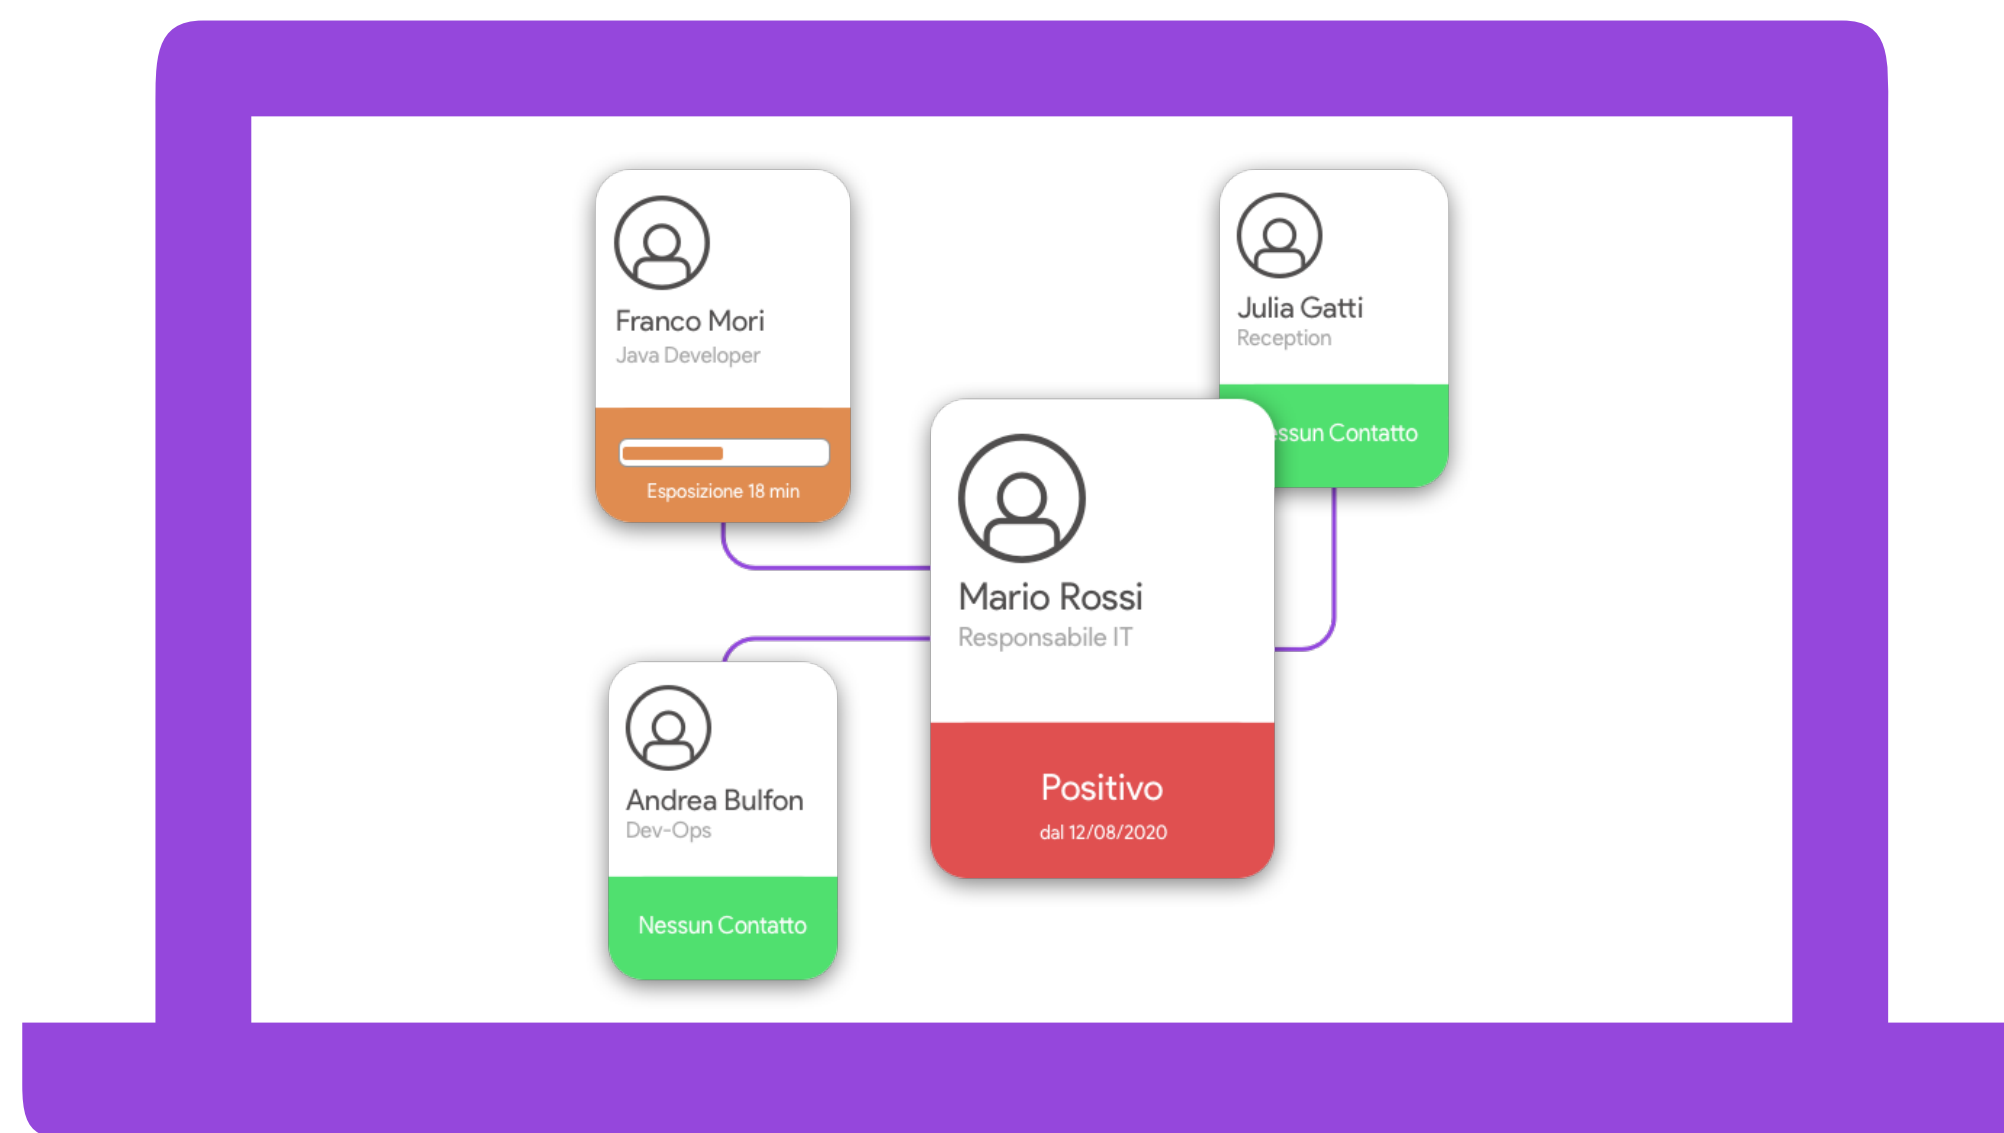 Franco Mori
Java Developer
Esposizione 18 min
Julia Gatti
Reception
Contatto
Mario Rossi
Responsabile IT
Positivo
dal 12/08/2020
Andrea Bulfon
Dev-Ops
Nessun Contatto